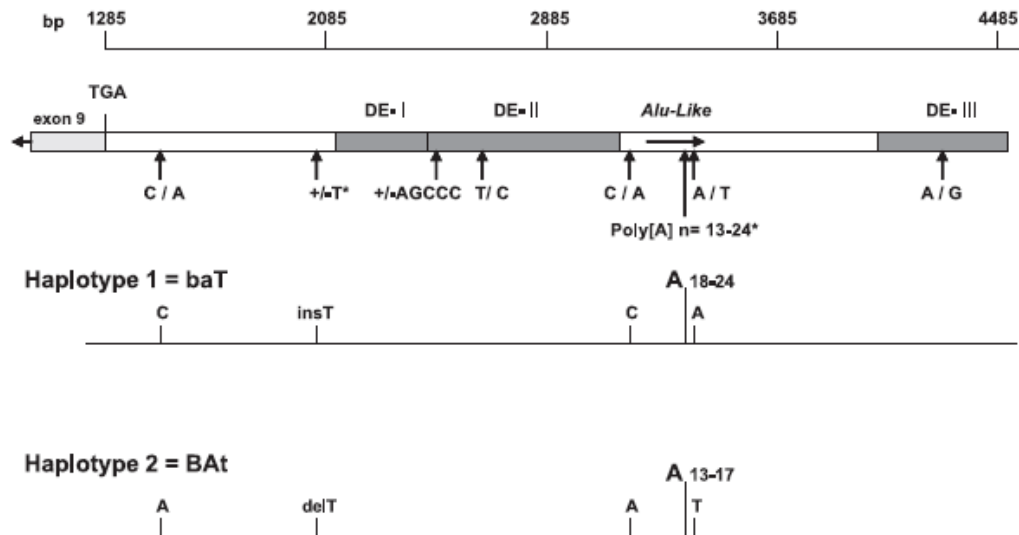 bp 1285 2085 2885 3685 4485
TGA
exon 9 DE-I DE-II Alu-Like DE-III
C / A +/-T* +/-AGCCC T/ C C / A A / T A / G
Poly[A] n= 13-24*
Haplotype 1 = baT A 18-24
C insT C A
Haplotype 2 = BAt A 13-17
A delT A T